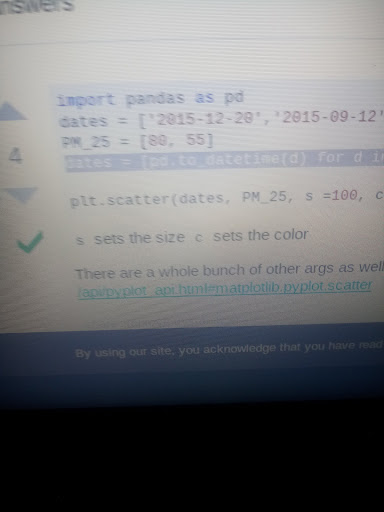 nswers
import pandas as pd
dates = ['2015-12-20','2015-09-12'
PM_25 = [80, 55]
dates = [pd.to_datetime(d) for d in
4
plt.scatter(dates, PM_25, s =100, c
s sets the size c sets the color
There are a whole bunch of other args as well
/api/pyplot_api.html#matplotlib.pyplot.scatter
By using our site, you acknowledge that you have read